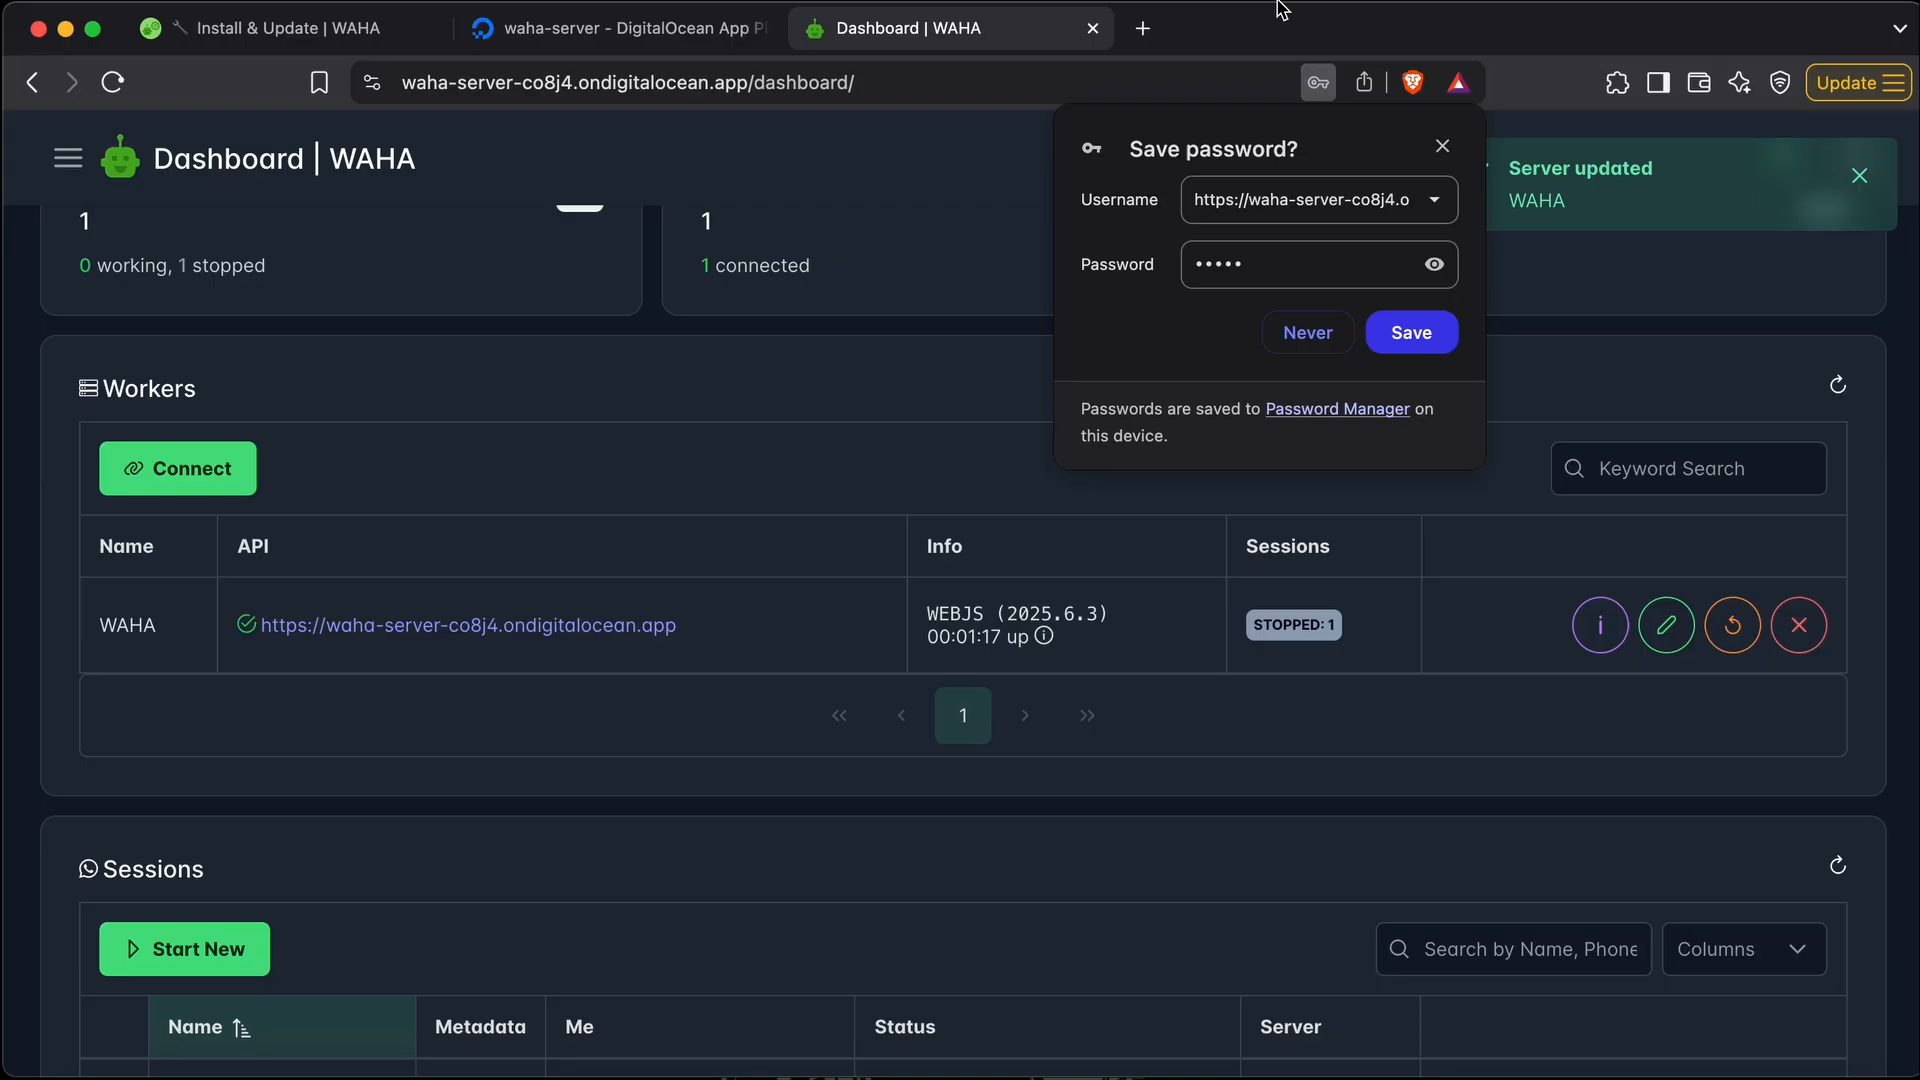 Install & Update | WAHA
waha-server - DigitalOcean App P
Dashboard | WAHA
waha-server-co8j4.ondigitalocean.app/dashboard/
Update
Dashboard | WAHA
Save password?
Username
https://waha-server-co8j4.o
Password
•••••
Never
Save
Passwords are saved to Password Manager on
this device.
Server updated
WAHA
1
0 working, 1 stopped
1
1 connected
Workers
Connect
Keyword Search
Name
API
Info
Sessions
WAHA
https://waha-server-co8j4.ondigitalocean.app
WEBJS (2025.6.3)
00:01:17 up
STOPPED: 1
1
Sessions
Start New
Search by Name, Phone
Columns
Name
Metadata
Me
Status
Server